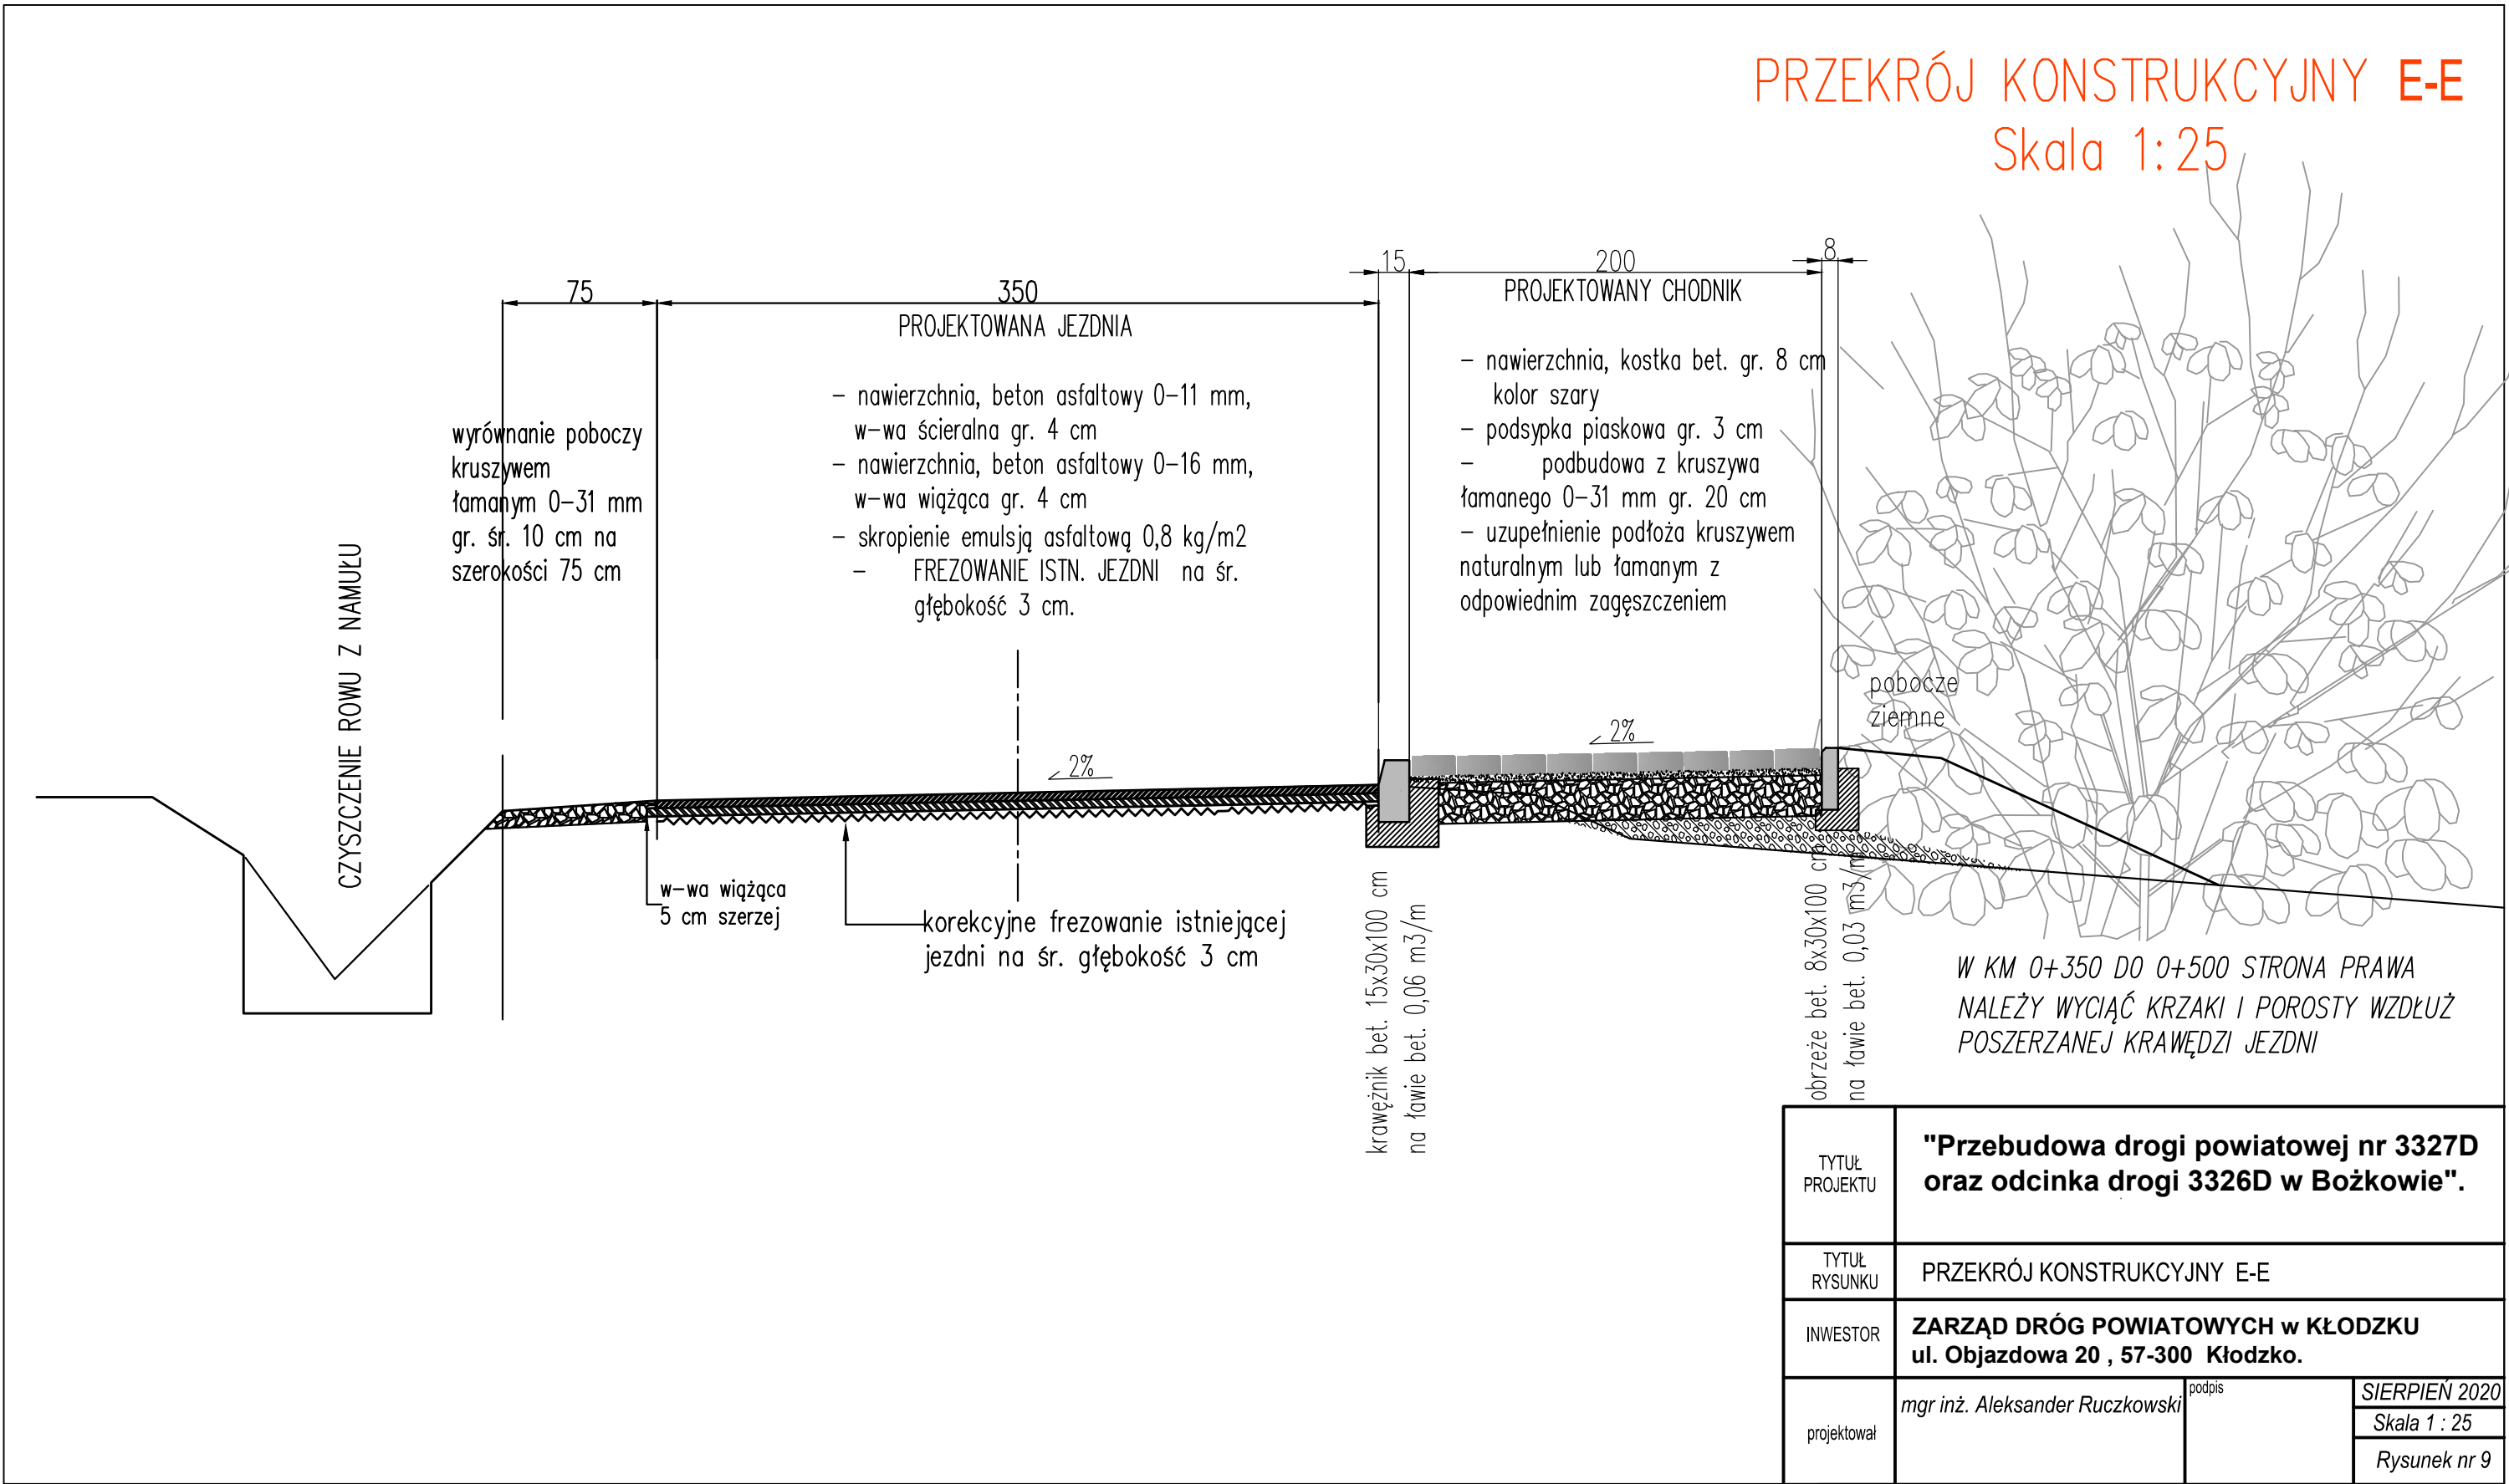 PRZEKRÓJ KONSTRUKCYJNY E-E
Skala 1:25
75
350
15
200
8
PROJEKTOWANA JEZDNIA
PROJEKTOWANY CHODNIK
wyrównanie poboczy
kruszywem
łamanym 0-31 mm
gr. śr. 10 cm na
szerokości 75 cm
- nawierzchnia, beton asfaltowy 0-11 mm,
w-wa ścieralna gr. 4 cm
- nawierzchnia, beton asfaltowy 0-16 mm,
w-wa wiążąca gr. 4 cm
- skropienie emulsją asfaltową 0,8 kg/m2
- FREZOWANIE ISTN. JEZDNI na śr.
głębokość 3 cm.
- nawierzchnia, kostka bet. gr. 8 cm
kolor szary
- podsypka piaskowa gr. 3 cm
- podbudowa z kruszywa
łamanego 0-31 mm gr. 20 cm
- uzupełnienie podłoża kruszywem
naturalnym lub łamanym z
odpowiednim zagęszczeniem
CZYSZCZENIE ROWU Z NAMUŁU
pobocze
ziemne
2%
2%
w-wa wiążąca
5 cm szerzej
korekcyjne frezowanie istniejącej
jezdni na śr. głębokość 3 cm
krawężnik bet. 15x30x100 cm
na ławie bet. 0,06 m3/m
obrzeże bet. 8x30x100 cm
na ławie bet. 0,03 m3/m
W KM 0+350 DO 0+500 STRONA PRAWA
NALEŻY WYCIĄĆ KRZAKI I POROSTY WZDŁUŻ
POSZERZANEJ KRAWĘDZI JEZDNI
TYTUŁ
PROJEKTU
"Przebudowa drogi powiatowej nr 3327D
oraz odcinka drogi 3326D w Bożkowie".
TYTUŁ
RYSUNKU
PRZEKRÓJ KONSTRUKCYJNY E-E
INWESTOR
ZARZĄD DRÓG POWIATOWYCH w KŁODZKU
ul. Objazdowa 20 , 57-300 Kłodzko.
projektował
mgr inż. Aleksander Ruczkowski
podpis
SIERPIEŃ 2020
Skala 1 : 25
Rysunek nr 9